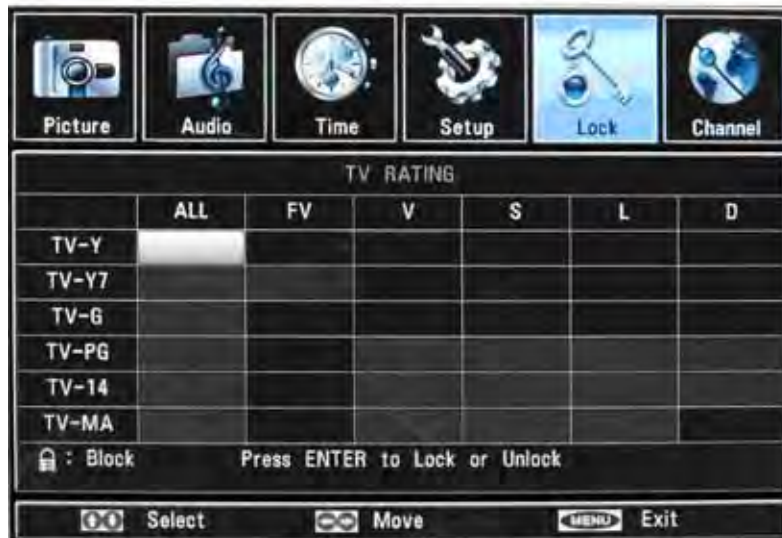 Picture Audio Time Setup Lock Channel
TV RATING
ALL FV V S L D
TV-Y
TV-Y7
TV-G
TV-PG
TV-14
TV-MA
: Block Press ENTER to Lock or Unlock
Select Move MENU Exit